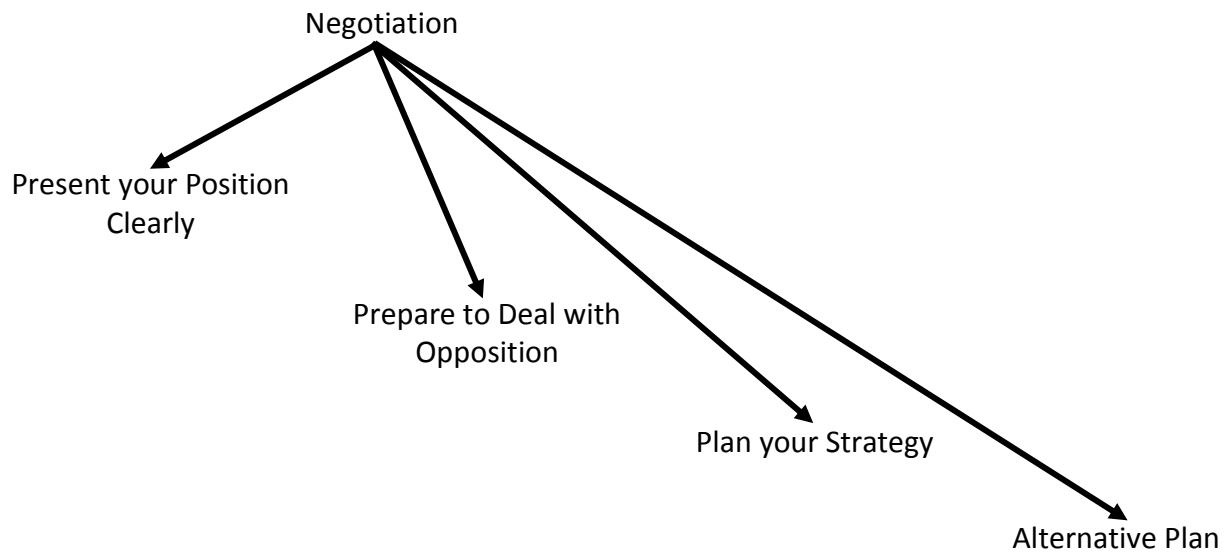 Negotiation
Present your Position
Clearly
Prepare to Deal with
Opposition
Plan your Strategy
Alternative Plan